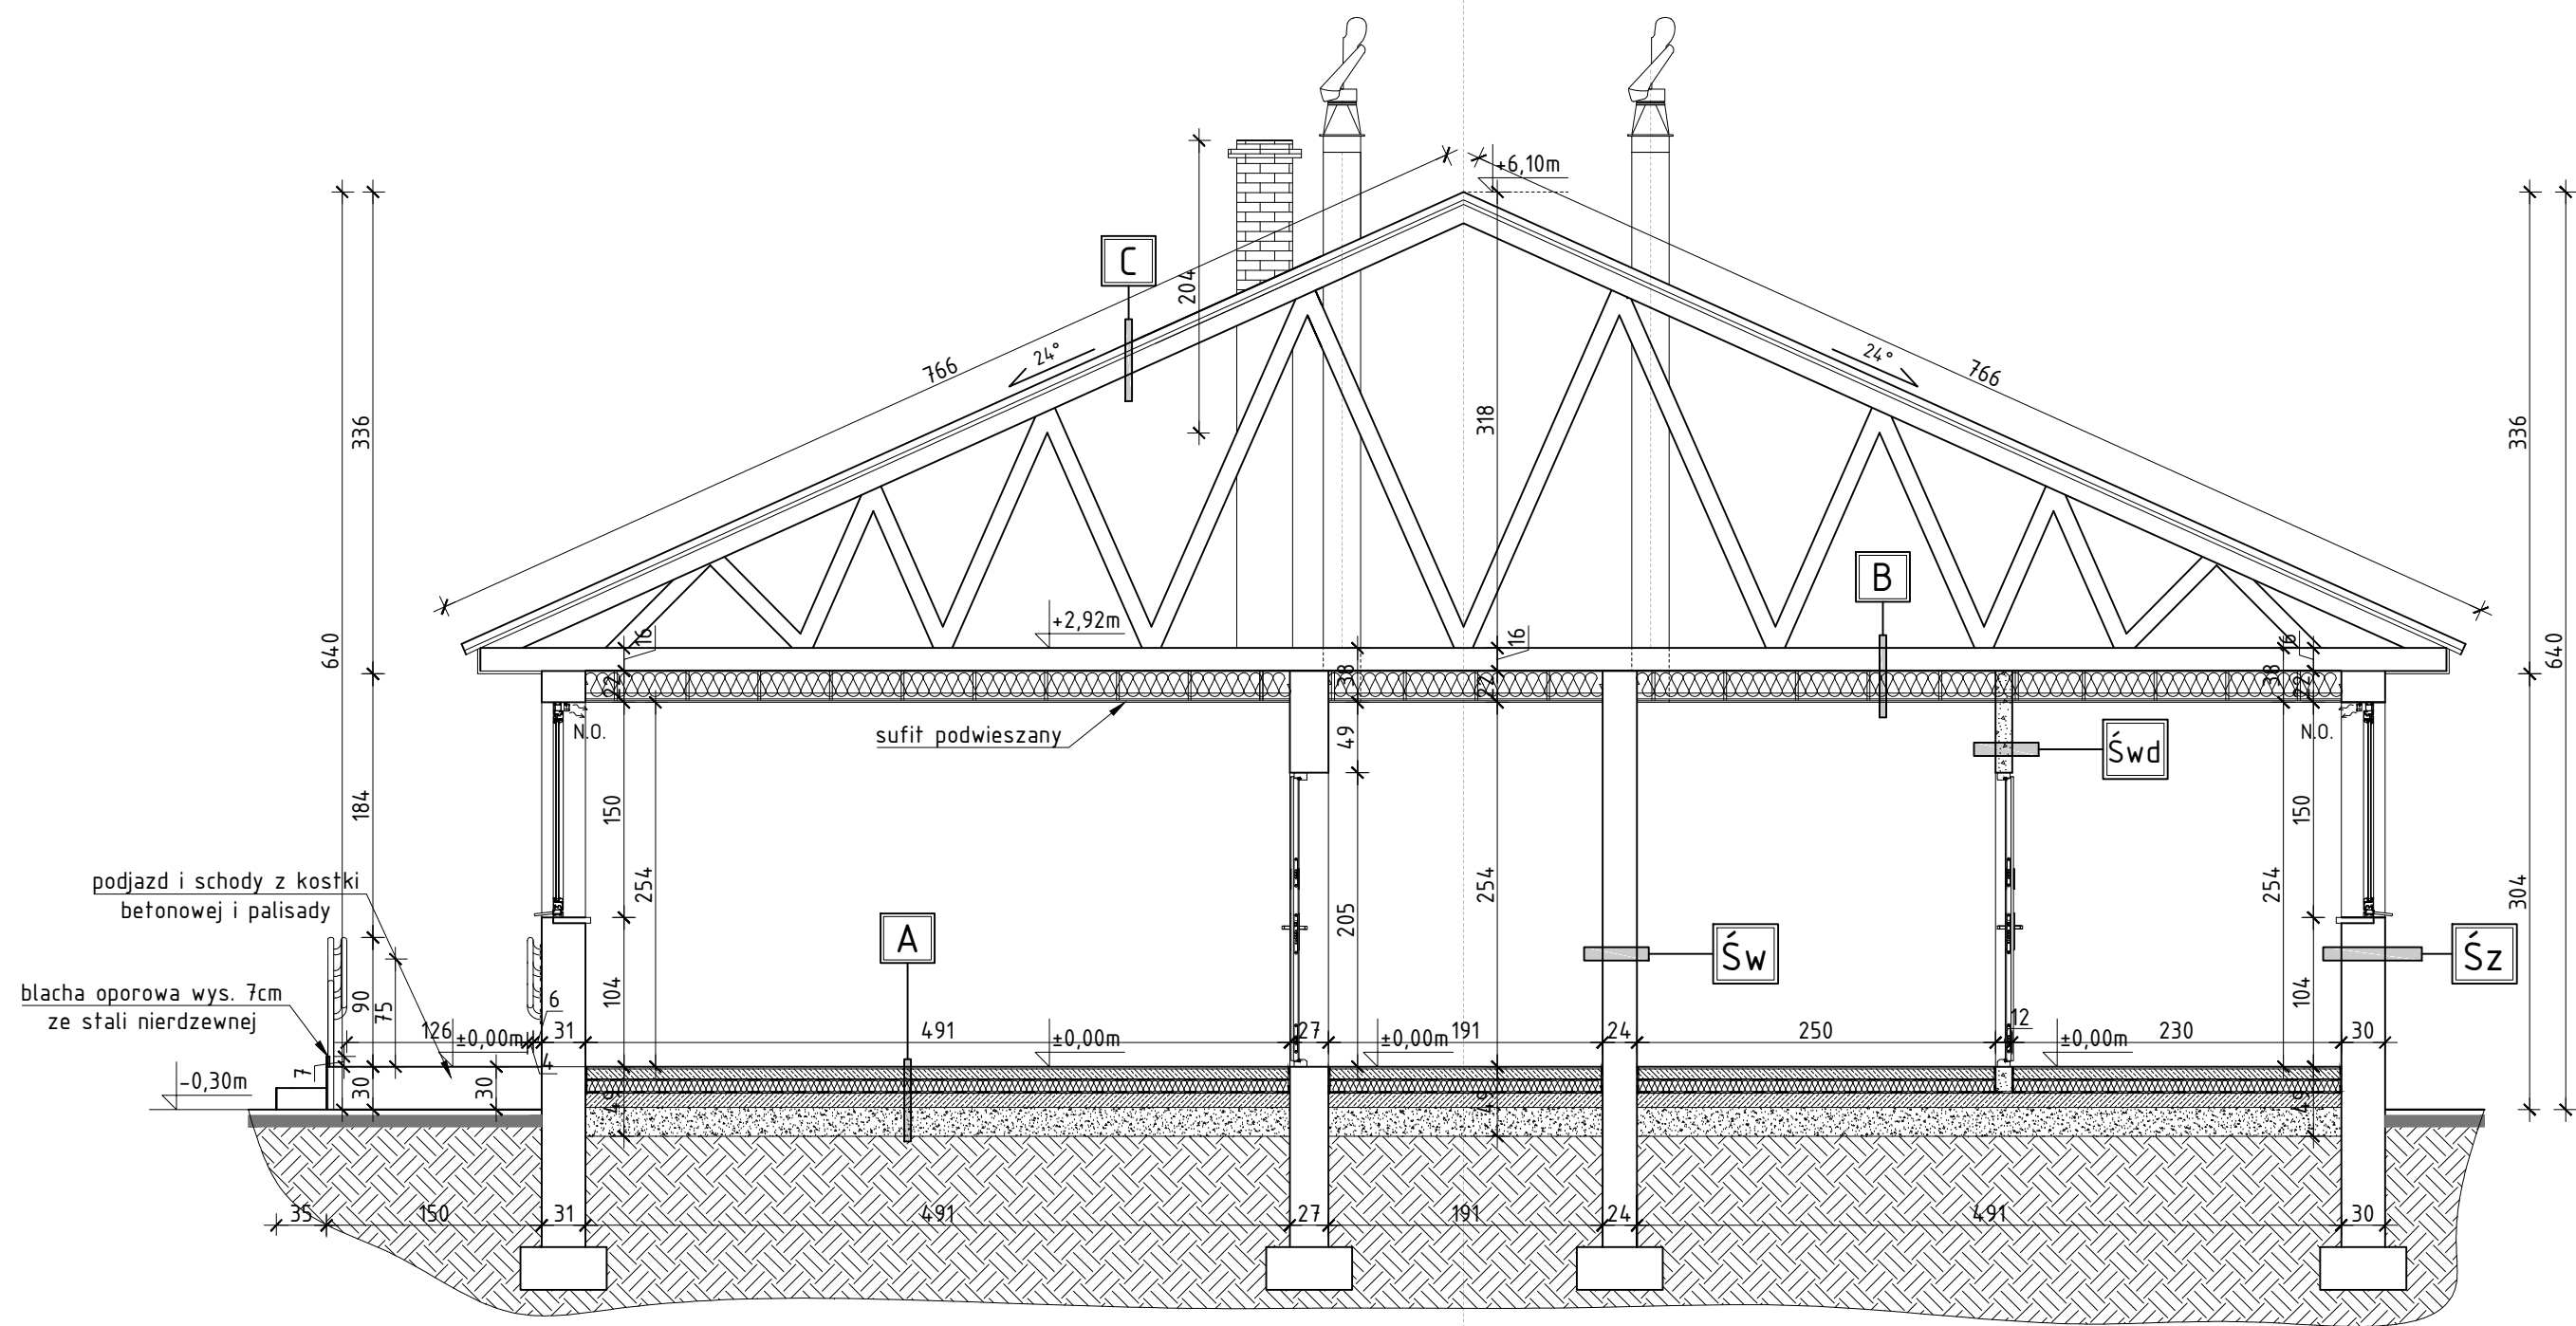 +6,10m
C
204
766
24°
24°
766
336
318
336
640
640
B
+2,92m
16
16
16
22
38
22
38
22
sufit podwieszany
N.O.
N.O.
49
Św d
184
150
150
podjazd i schody z kostki
betonowej i palisady
254
205
254
254
304
A
Św
Śz
blacha oporowa wys. 7cm
ze stali nierdzewnej
90
75
104
104
6
126
±0,00m
31
491
±0,00m
27
±0,00m
191
24
250
12
±0,00m
230
30
4
-0,30m
7
30
30
49
49
49
35
150
31
491
27
191
24
491
30